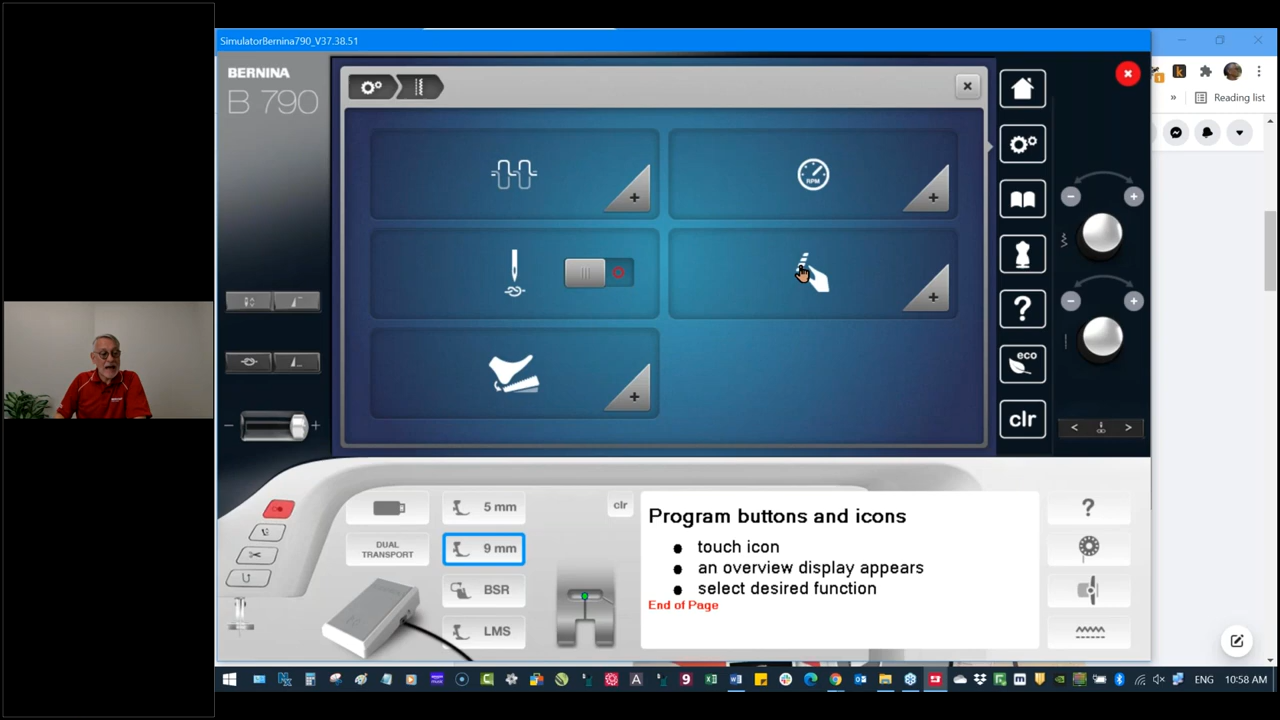 SimulatorBernina790_V37.38.51
BERNINA
B 790
RPM
eco
clr
5 mm
9 mm
DUAL
TRANSPORT
BSR
LMS
clr
Program buttons and icons
touch icon
an overview display appears
select desired function
End of Page
?
?
» Reading list
ENG 10:58 AM